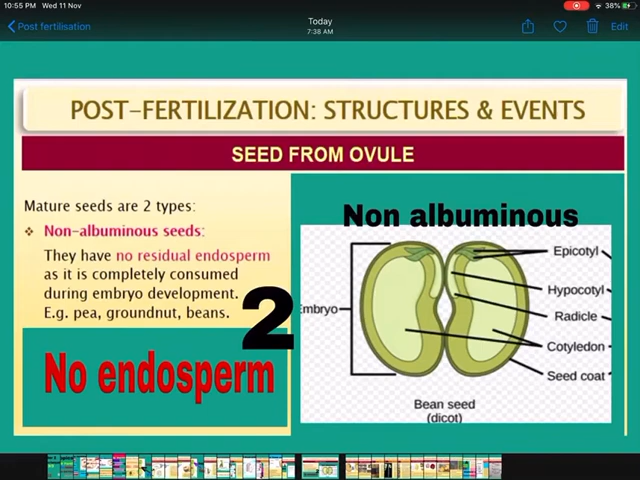 10:55 PM Wed 11 Nov
38%
Post fertilisation
Today
7:38 AM
Edit
POST-FERTILIZATION: STRUCTURES & EVENTS
SEED FROM OVULE
Mature seeds are 2 types:
Non-albuminous seeds:
They have no residual endosperm
as it is completely consumed
during embryo development.
E.g. pea, groundnut, beans.
2
No endosperm
Non albuminous
Embryo
Epicotyl
Hypocotyl
Radicle
Cotyledon
Seed coat
Bean seed
(dicot)